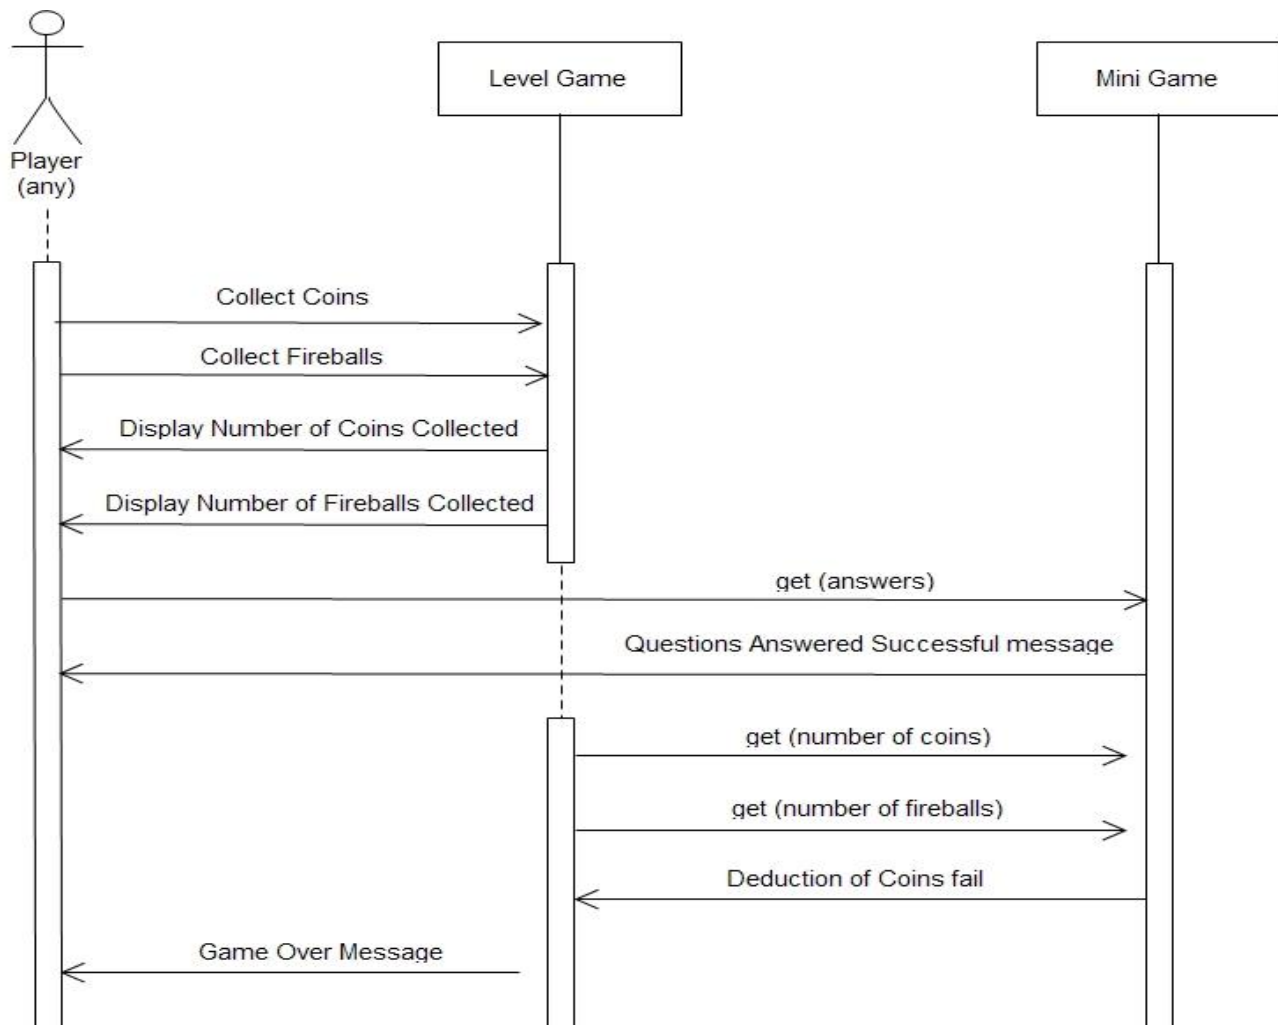 Level Game
Mini Game
Player
(any)
Collect Coins
Collect Fireballs
Display Number of Coins Collected
Display Number of Fireballs Collected
get (answers)
Questions Answered Successful message
get (number of coins)
get (number of fireballs)
Deduction of Coins fail
Game Over Message